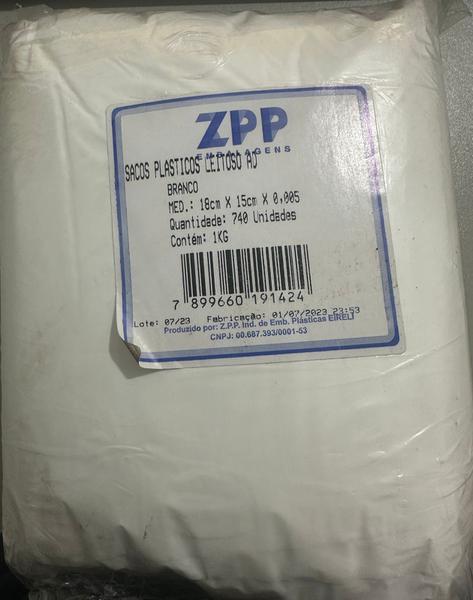 ZPP
EMBALAGENS
SACOS PLASTICOS LEITOSO AD
BRANCO
MED.: 18cm X 15cm X 0,005
Quantidade: 740 Unidades
Contém: 1KG
7 899660 191424
Lote: 07/23 Fabricação: 01/07/2023 23:53
Produzido por: Z.P.P. Ind. de Emb. Plásticas EIRELI
CNPJ: 00.687.393/0001-53